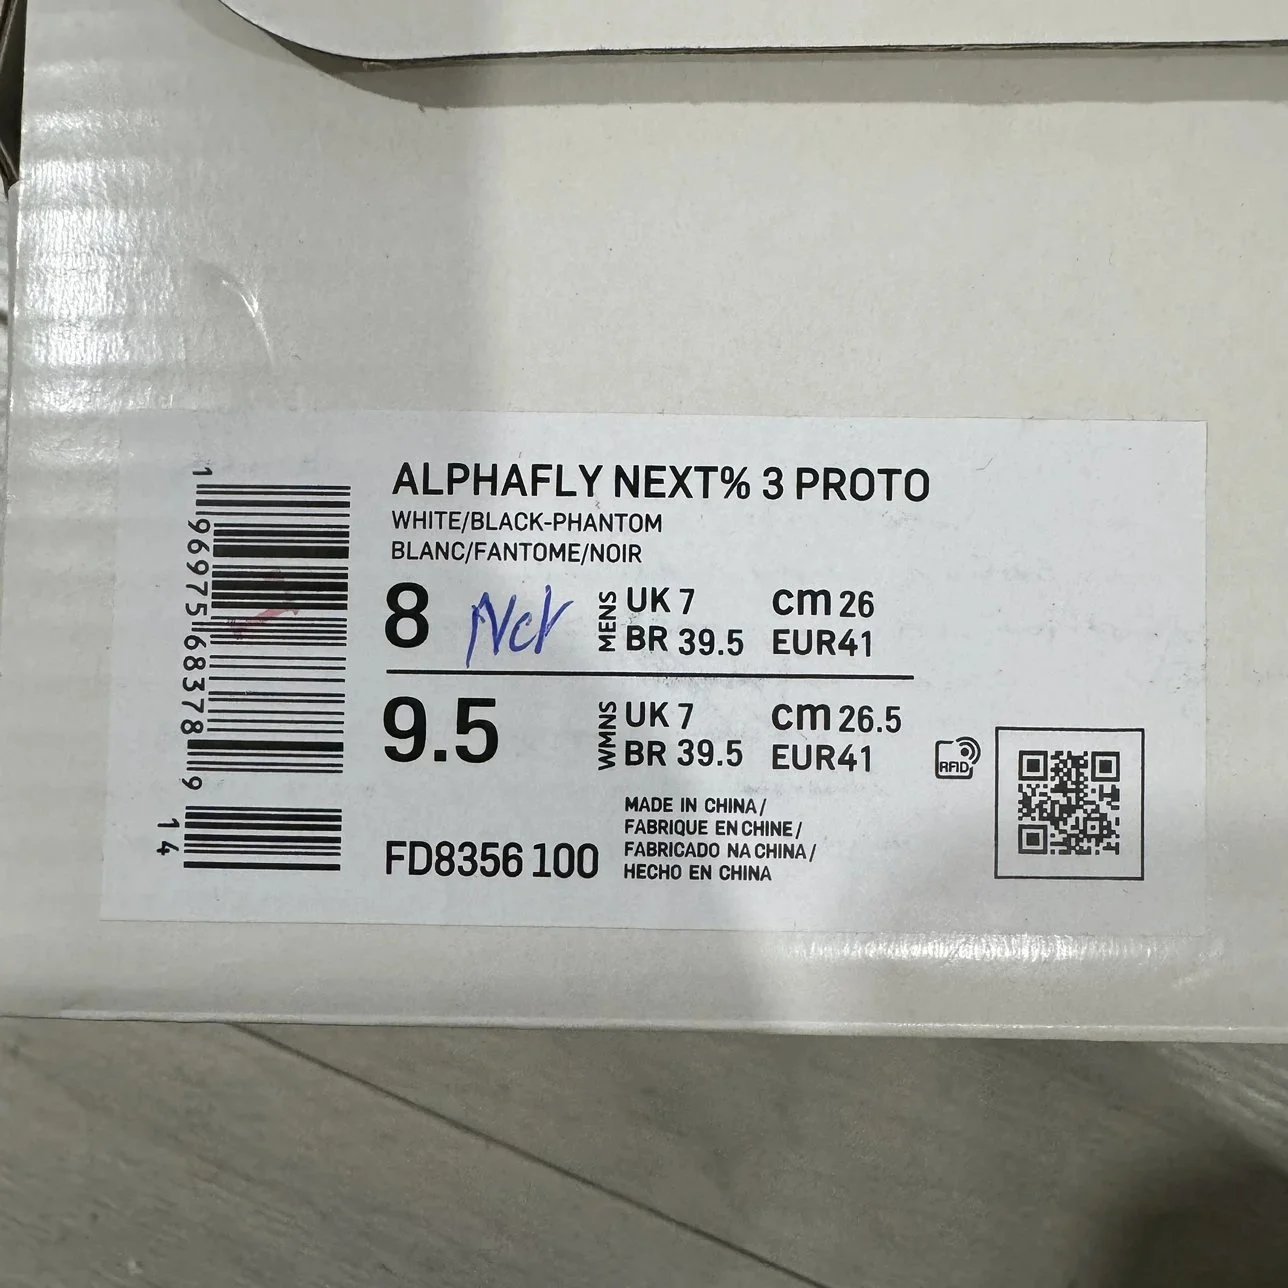 ALPHAFLY NEXT% 3 PROTO
WHITE/BLACK-PHANTOM
BLANC/FANTOME/NOIR
8 MENS UK 7 cm 26
BR 39.5 EUR41
9.5 WMNS UK 7 cm 26.5
BR 39.5 EUR41
RFID
MADE IN CHINA/
FABRIQUE EN CHINE/
FABRICADO NA CHINA/
HECHO EN CHINA
FD8356 100
1 96975 68378 9
14